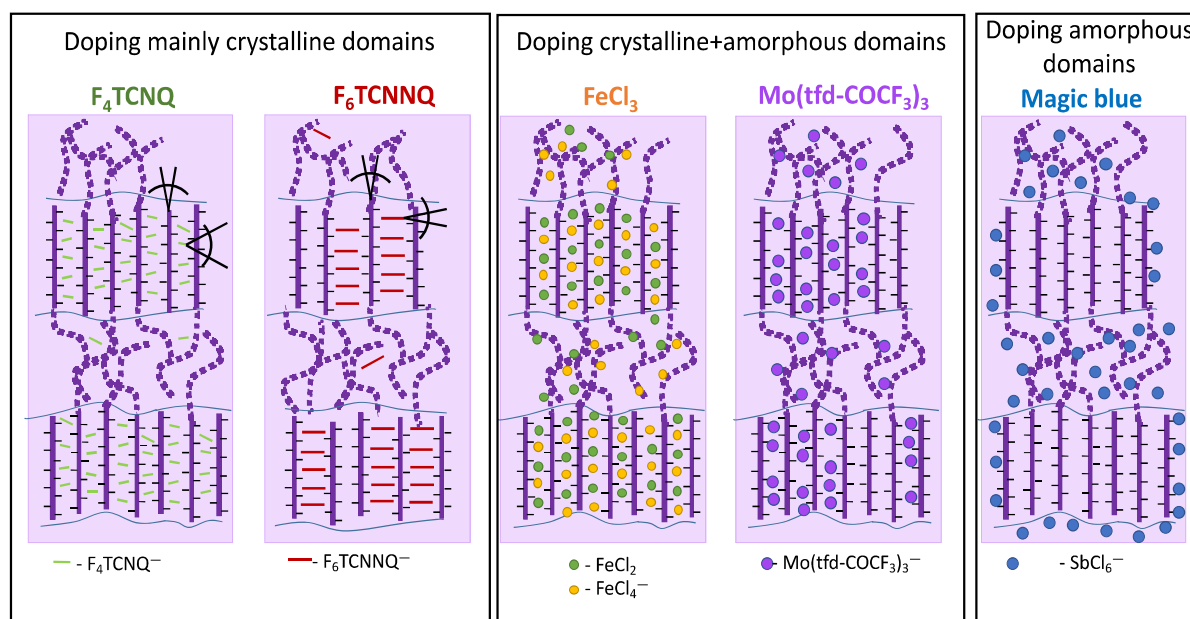 Doping mainly crystalline domains
F₄TCNQ
F₆TCNNQ
- F₄TCNQ⁻
- F₆TCNNQ⁻
Doping crystalline+amorphous domains
FeCl₃
Mo(tfd-COCF₃)₃
- FeCl₂
- FeCl₄⁻
- Mo(tfd-COCF₃)₃⁻
Doping amorphous
domains
Magic blue
- SbCl₆⁻